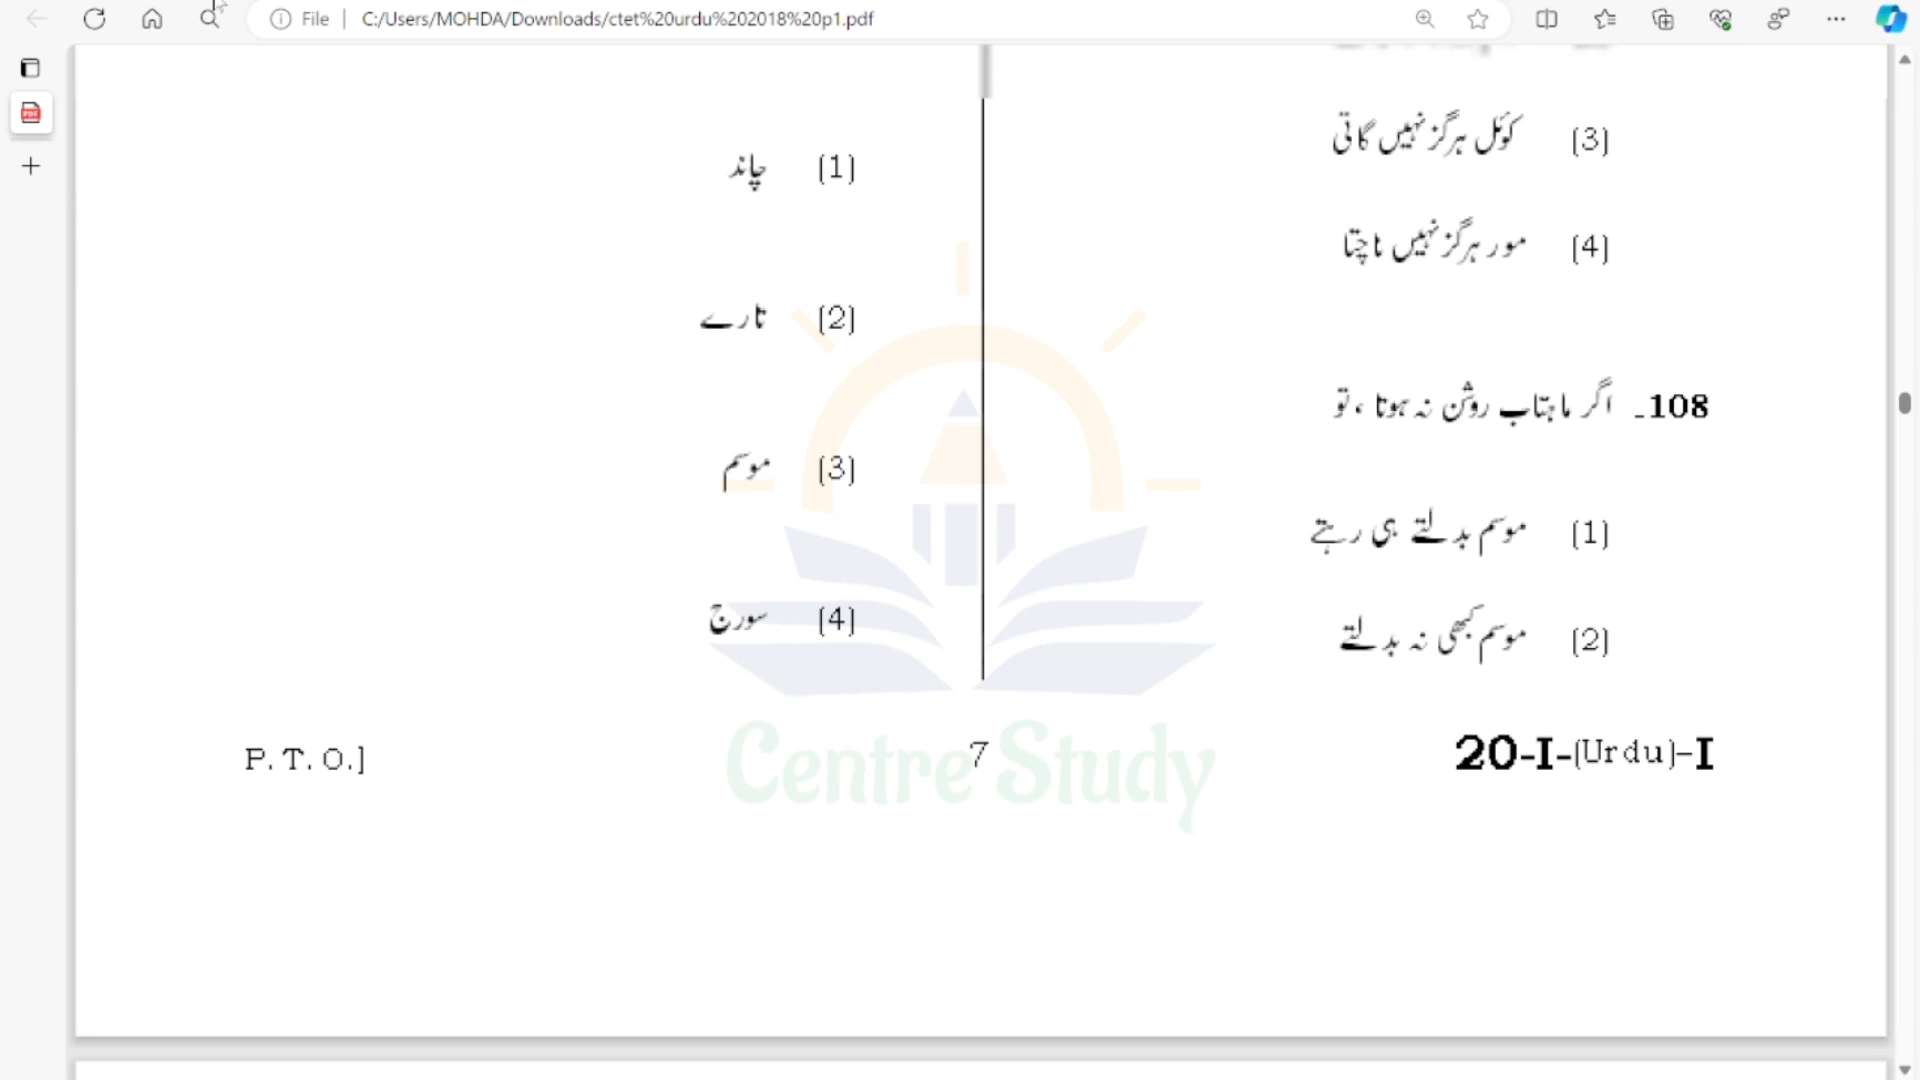 File | C:/Users/MOHDA/Downloads/ctet%20urdu%202018%20p1.pdf
(3) کوئل ہرگز نہیں گاتی
(4) مور ہرگز نہیں ناچتا
108ـ اگر ماہتاب روشن نہ ہوتا ، تو
(1) موسم بدلتے ہی رہتے
(2) موسم کبھی نہ بدلتے
(1) چاند
(2) تارے
(3) موسم
(4) سورج
Centre Study
P. T. O.]
7
20-I-(Urdu)-I